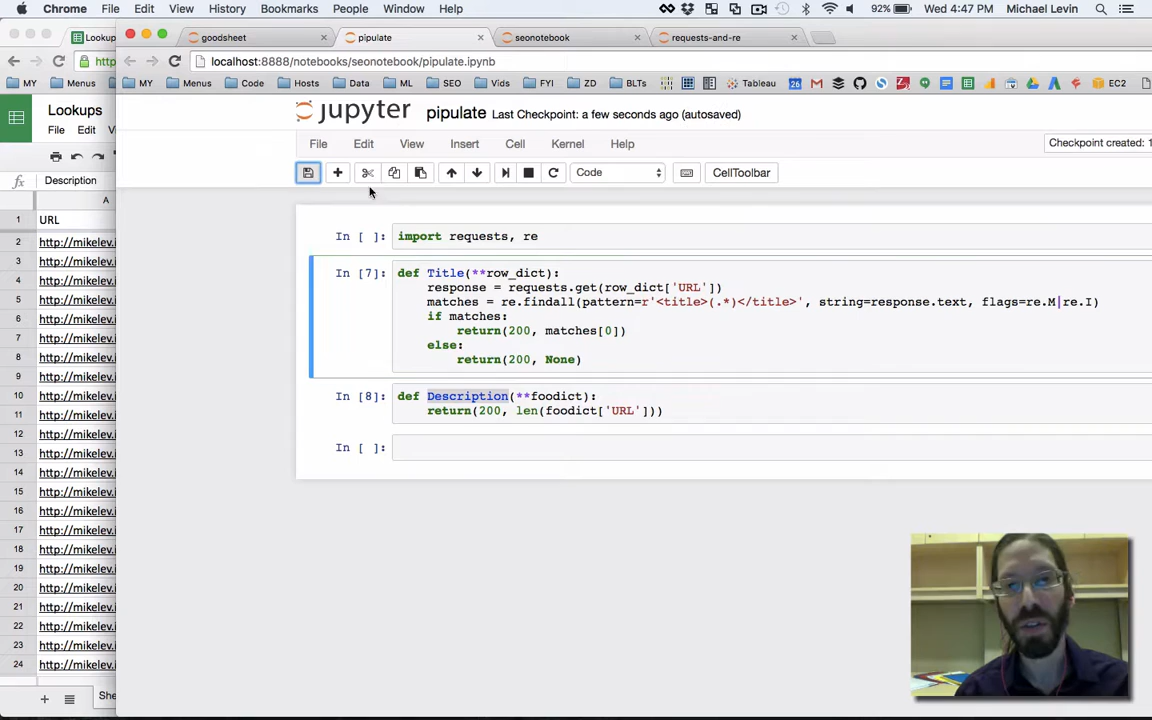 Chrome File Edit View History Bookmarks People Window Help 92% Wed 4:47 PM Michael Levin
Lookup goodsheet pipulate seonotebook requests-and-re
http localhost:8888/notebooks/seonotebook/pipulate.ipynb
MY Menus MY Menus Code Hosts Data ML SEO Vids FYI ZD BLTs Tableau EC2
Lookups
File Edit V
jupyter pipulate Last Checkpoint: a few seconds ago (autosaved)
File Edit View Insert Cell Kernel Help Checkpoint created: 1
Code CellToolbar
fx Description
A
1 URL
2 http://mikelev.i
3 http://mikelev.i
4 http://mikelev.i
5 http://mikelev.i
6 http://mikelev.i
7 http://mikelev.i
8 http://mikelev.i
9 http://mikelev.i
10 http://mikelev.i
11 http://mikelev.i
12 http://mikelev.i
13 http://mikelev.i
14 http://mikelev.i
15 http://mikelev.i
16 http://mikelev.i
17 http://mikelev.i
18 http://mikelev.i
19 http://mikelev.i
20 http://mikelev.i
21 http://mikelev.i
22 http://mikelev.i
23 http://mikelev.i
24 http://mikelev.i
She
In [ ]: import requests, re
In [7]: def Title(**row_dict):
response = requests.get(row_dict['URL'])
matches = re.findall(pattern=r'<title>(.*)</title>', string=response.text, flags=re.M|re.I)
if matches:
return(200, matches[0])
else:
return(200, None)
In [8]: def Description(**foodict):
return(200, len(foodict['URL']))
In [ ]: